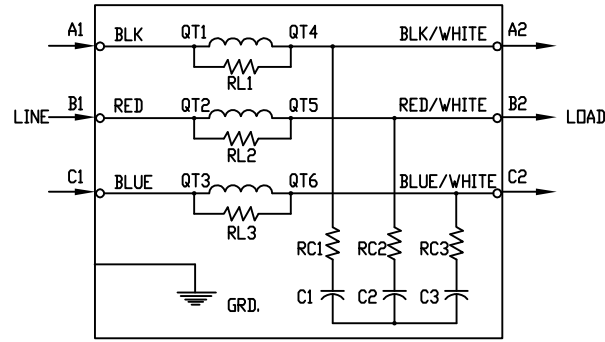 A1 BLK QT1 QT4 BLK/WHITE A2
RL1
LINE B1 RED QT2 QT5 RED/WHITE B2 LOAD
RL2
C1 BLUE QT3 QT6 BLUE/WHITE C2
RL3
RC1 RC2 RC3
C1 C2 C3
GRD.